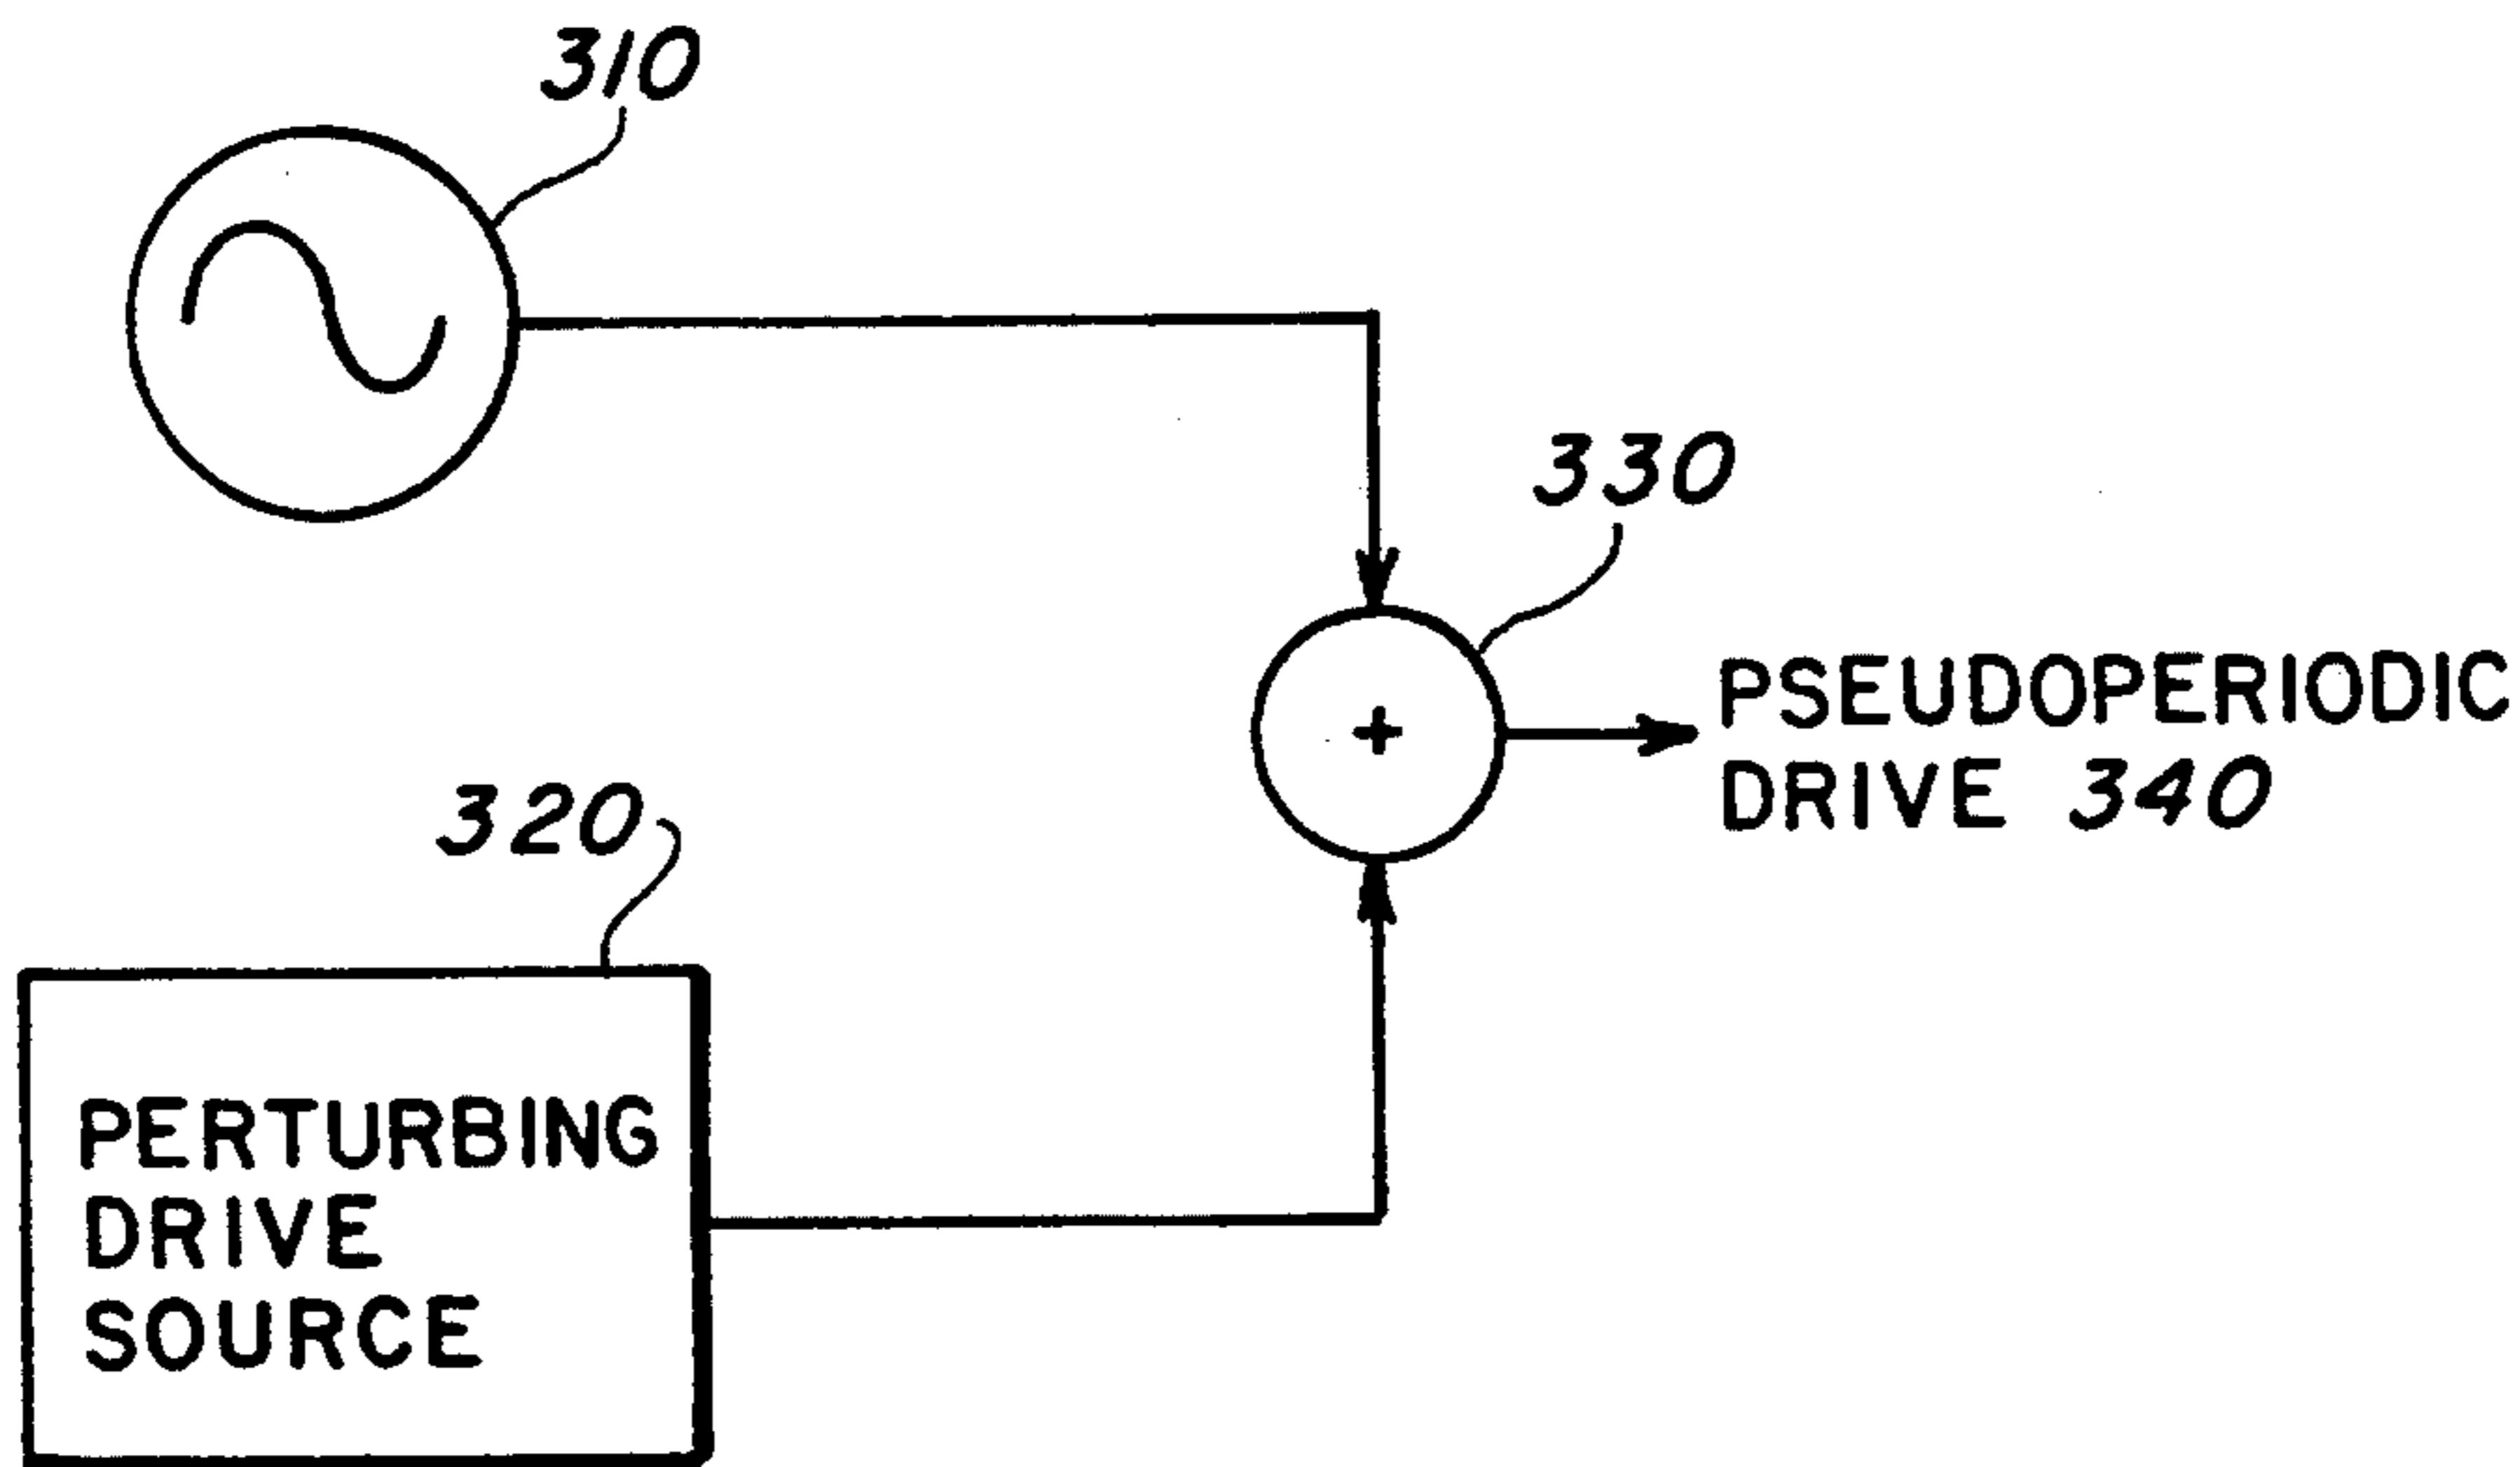 310
330
PSEUDOPERIODIC
DRIVE 340
320
PERTURBING
DRIVE
SOURCE